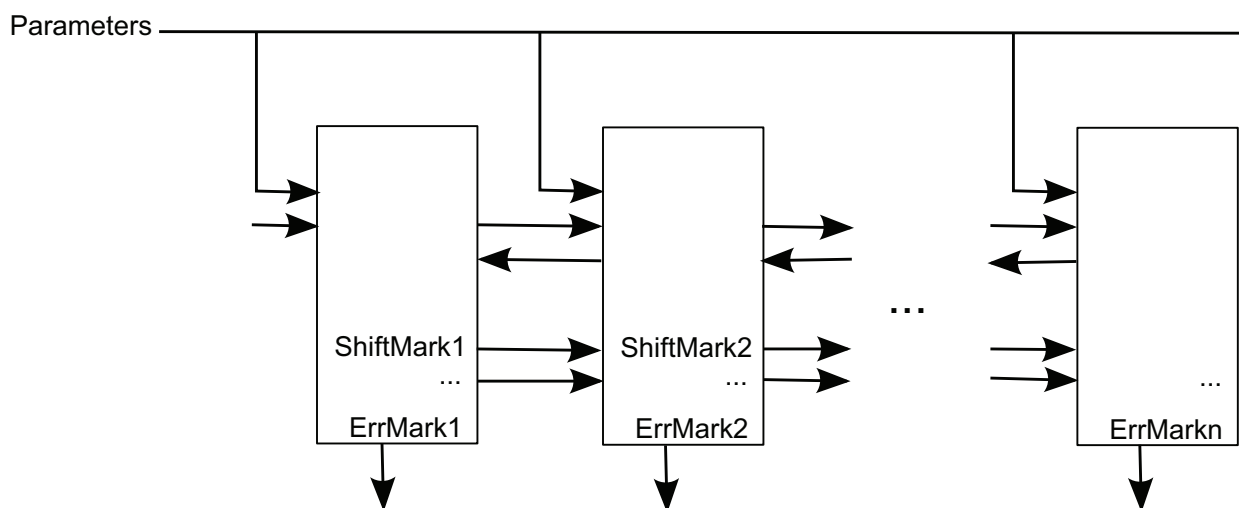 Parameters
...
ShiftMark1
ShiftMark2
...
...
...
ErrMark1
ErrMark2
ErrMarkn